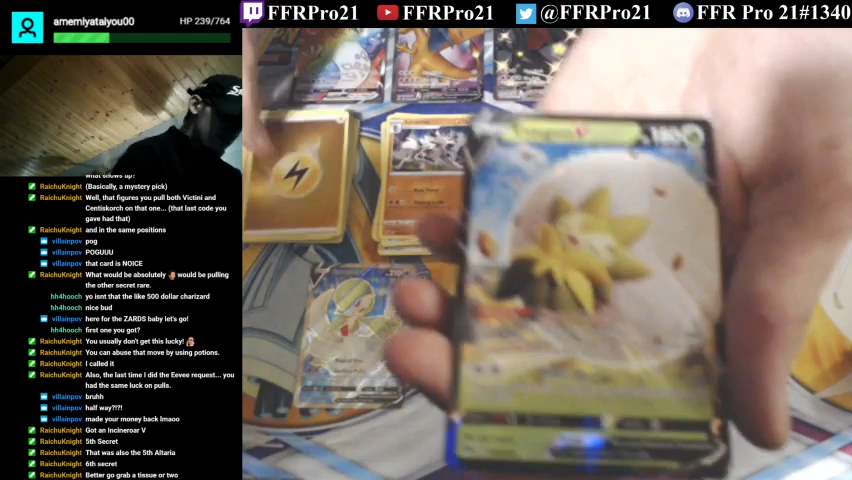 amemiyataiyou00
HP 239/764
FFRPro21
FFRPro21
@FFRPro21
FFR Pro 21#1340
what shows up?
RaichuKnight (Basically, a mystery pick)
RaichuKnight Well, that figures you pull both Victini
and Centiskorch on that one... (that last code you
gave had that)
RaichuKnight and in the same positions
villainpov pog
villainpov POGUUU
villainpov that card is NOICE
RaichuKnight What would be absolutely would be pulling
the other secret rare.
hh4hooch yo isnt that the like 500 dollar charizard
hh4hooch nice bud
villainpov here for the ZARDS baby let's go!
hh4hooch first one you got?
RaichuKnight You usually don't get this lucky!
RaichuKnight You can abuse that move by using potions.
RaichuKnight I called it
RaichuKnight Also, the last time I did the Eevee request... you
had the same luck on pulls.
villainpov bruhh
villainpov half way?!?!
villainpov made your money back lmaoo
RaichuKnight Got an Incineroar V
RaichuKnight 5th Secret
RaichuKnight That was also the 5th Altaria
RaichuKnight 6th secret
RaichuKnight Better go grab a tissue or two